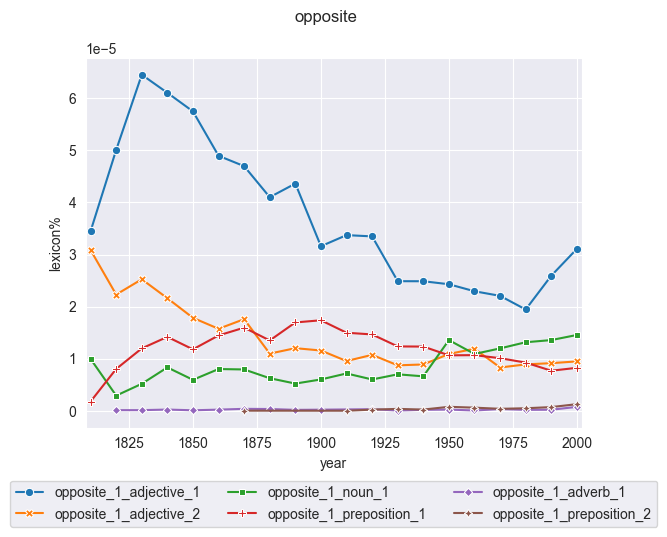 opposite
1e−5
6
5
4
3
2
1
0
lexicon%
1825 1850 1875 1900 1925 1950 1975 2000
year
opposite_1_adjective_1 opposite_1_noun_1 opposite_1_adverb_1
opposite_1_adjective_2 opposite_1_preposition_1 opposite_1_preposition_2